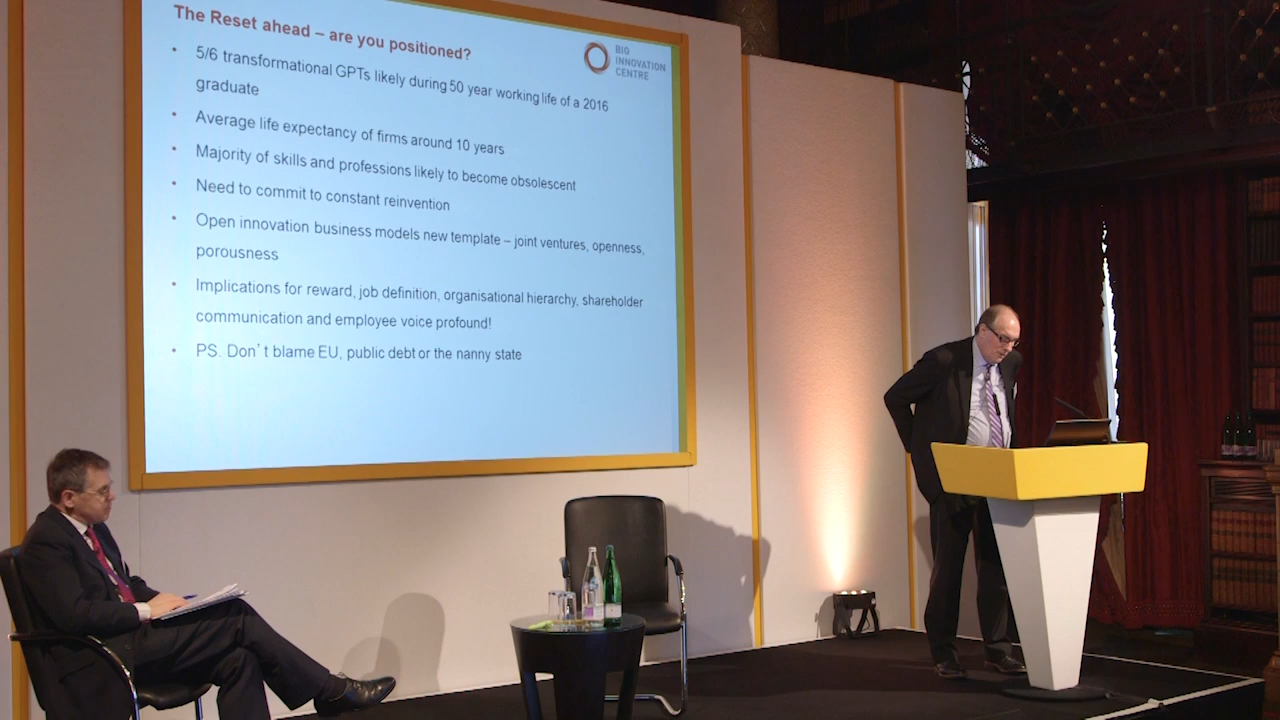 The Reset ahead – are you positioned?
BIG
INNOVATION
CENTRE
• 5/6 transformational GPTs likely during 50 year working life of a 2016
graduate
• Average life expectancy of firms around 10 years
• Majority of skills and professions likely to become obsolescent
• Need to commit to constant reinvention
• Open innovation business models new template – joint ventures, openness,
porousness
• Implications for reward, job definition, organisational hierarchy, shareholder
communication and employee voice profound!
• PS. Don't blame EU, public debt or the nanny state